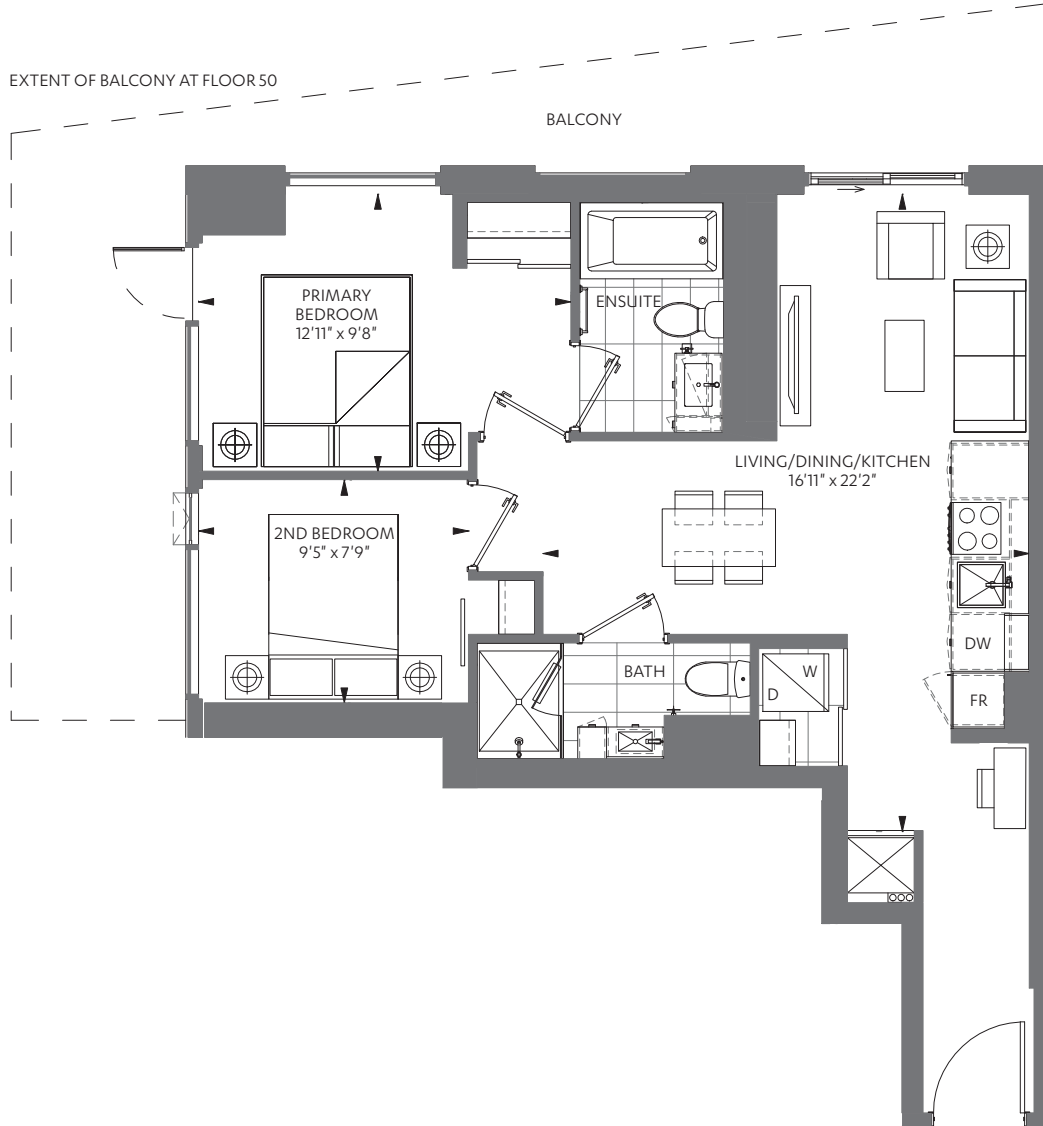 EXTENT OF BALCONY AT FLOOR 50
BALCONY
PRIMARY
BEDROOM
12'11" x 9'8"
ENSUITE
LIVING/DINING/KITCHEN
16'11" x 22'2"
2ND BEDROOM
9'5" x 7'9"
DW
BATH
W
D
FR